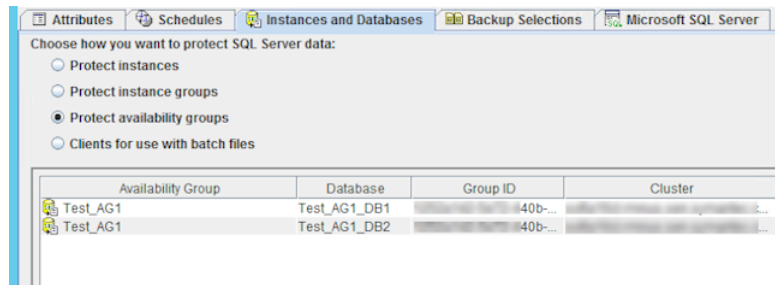 Attributes Schedules Instances and Databases Backup Selections Microsoft SQL Server
Choose how you want to protect SQL Server data:
Protect instances
Protect instance groups
Protect availability groups
Clients for use with batch files
Availability Group Database Group ID Cluster
Test_AG1 Test_AG1_DB1 40b-...
Test_AG1 Test_AG1_DB2 40b-...